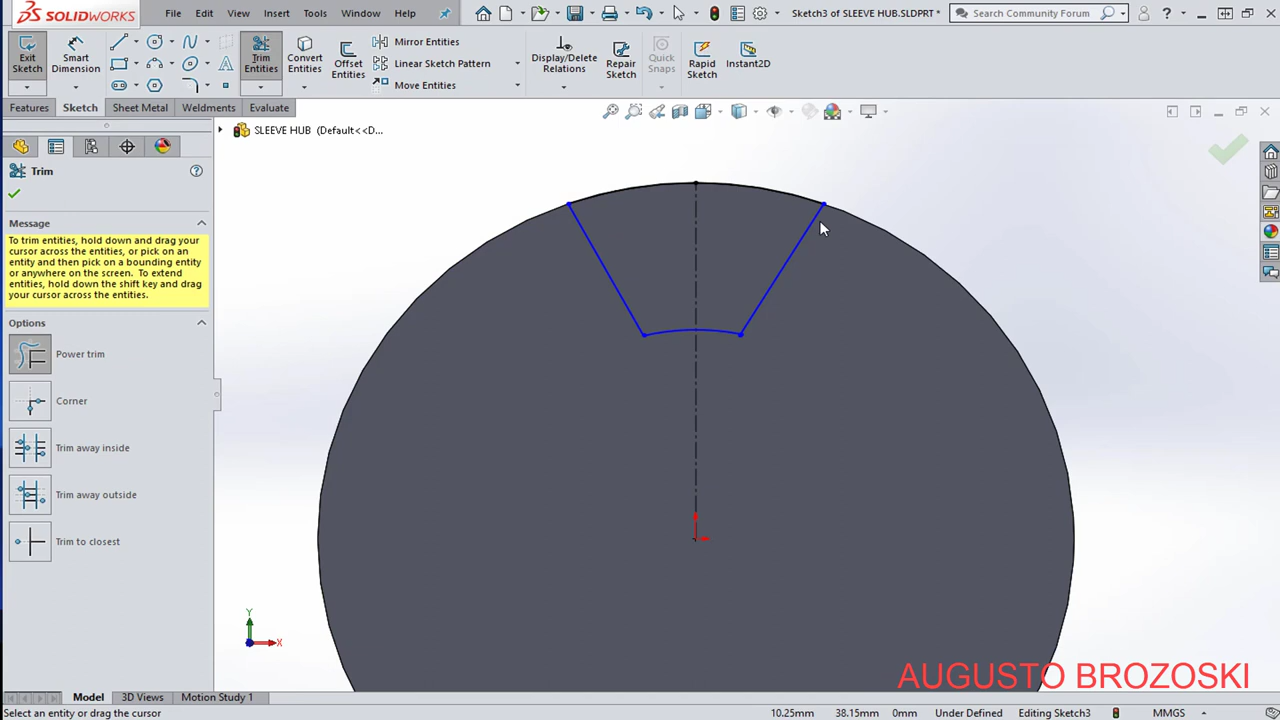 SOLIDWORKS File Edit View Insert Tools Window Help Sketch3 of SLEEVE HUB.SLDPRT * Search Community Forum
Exit Sketch
Smart Dimension
Trim Entities
Convert Entities
Offset Entities
Mirror Entities
Linear Sketch Pattern
Move Entities
Display/Delete Relations
Repair Sketch
Quick Snaps
Rapid Sketch
Instant2D
Features Sketch Sheet Metal Weldments Evaluate
SLEEVE HUB (Default<<D...
Trim
Message
To trim entities, hold down and drag your
cursor across the entities, or pick on an
entity and then pick on a bounding entity
or anywhere on the screen. To extend
entities, hold down the shift key and drag
your cursor across the entities.
Options
Power trim
Corner
Trim away inside
Trim away outside
Trim to closest
Y
X
AUGUSTO BROZOSKI
Model 3D Views Motion Study 1
Select an entity or drag the cursor 10.25mm 38.15mm 0mm Under Defined Editing Sketch3 MMGS